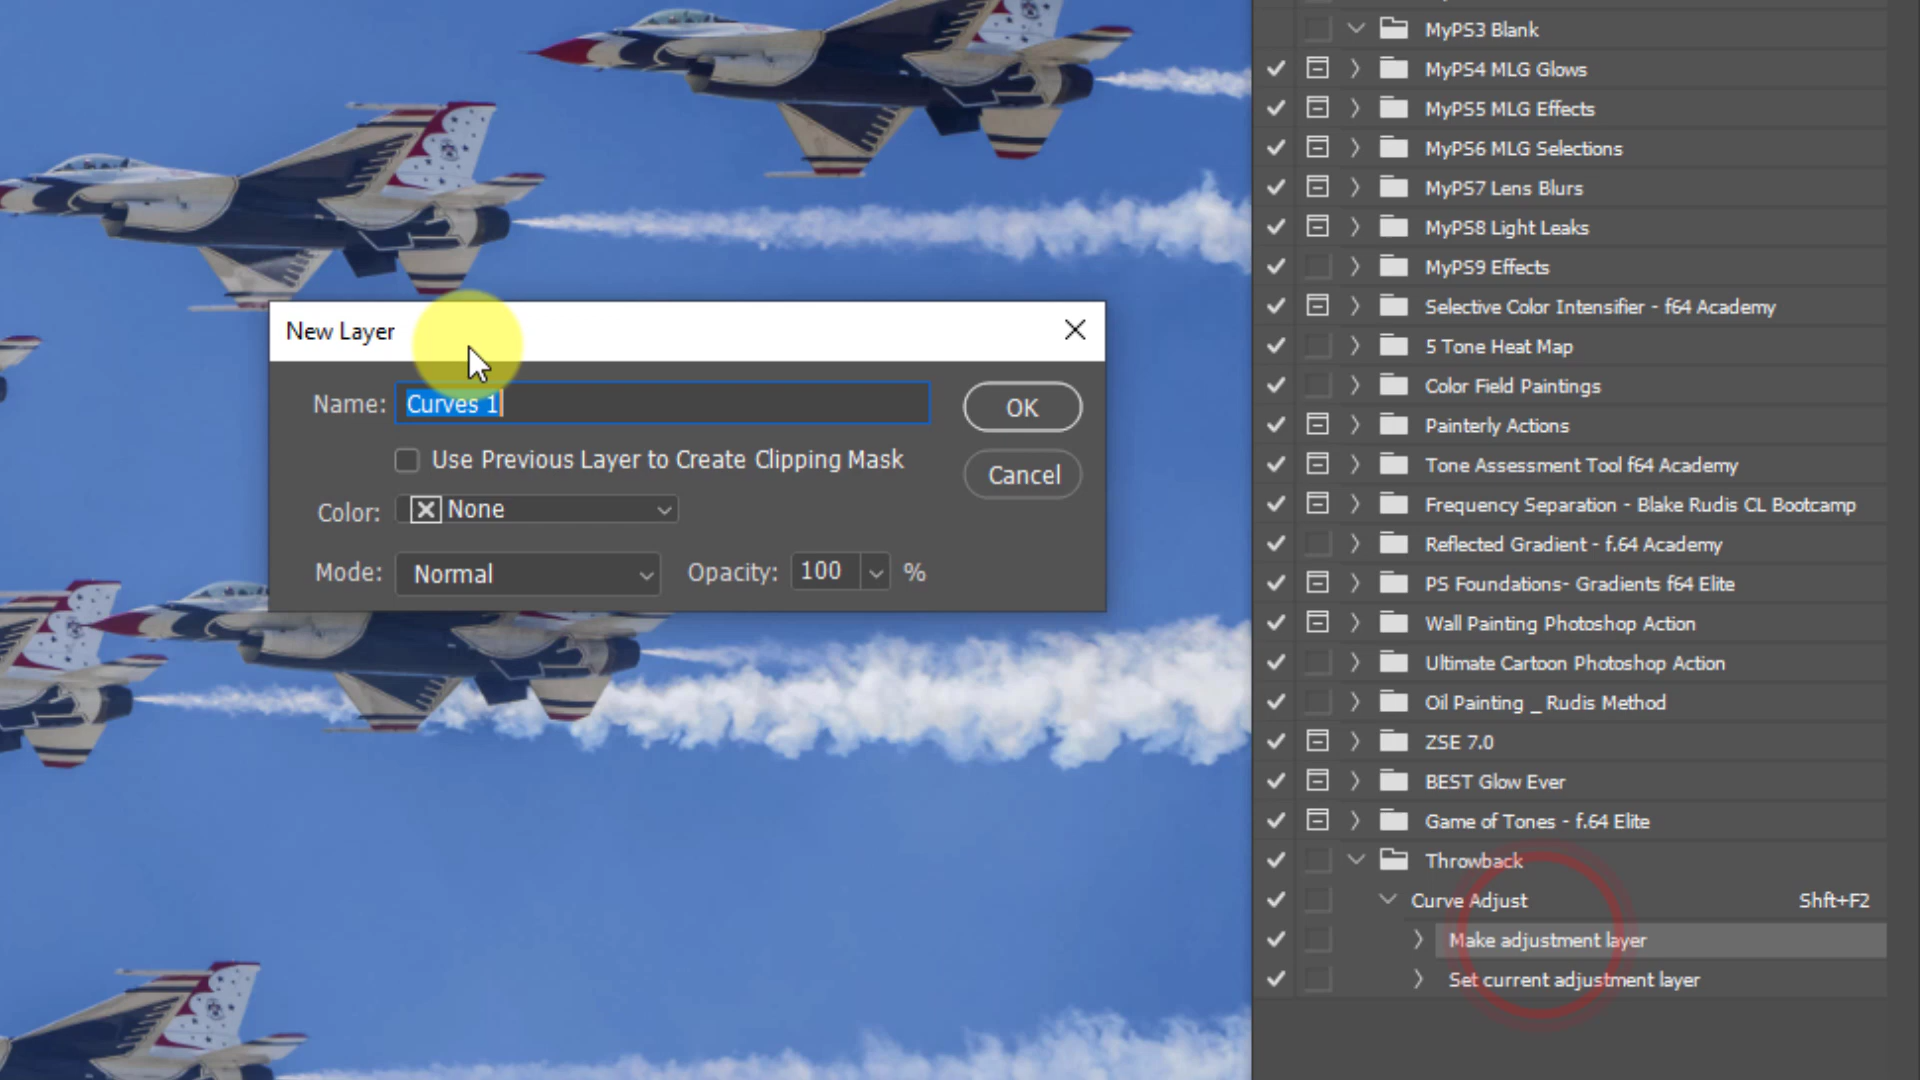 New Layer
Name: Curves 1
OK
Use Previous Layer to Create Clipping Mask
Cancel
Color: None
Mode: Normal Opacity: 100 %
MyPS3 Blank
MyPS4 MLG Glows
MyPS5 MLG Effects
MyPS6 MLG Selections
MyPS7 Lens Blurs
MyPS8 Light Leaks
MyPS9 Effects
Selective Color Intensifier - f64 Academy
5 Tone Heat Map
Color Field Paintings
Painterly Actions
Tone Assessment Tool f64 Academy
Frequency Separation - Blake Rudis CL Bootcamp
Reflected Gradient - f.64 Academy
PS Foundations- Gradients f64 Elite
Wall Painting Photoshop Action
Ultimate Cartoon Photoshop Action
Oil Painting _ Rudis Method
ZSE 7.0
BEST Glow Ever
Game of Tones - f.64 Elite
Throwback
Curve Adjust Shft+F2
Make adjustment layer
Set current adjustment layer